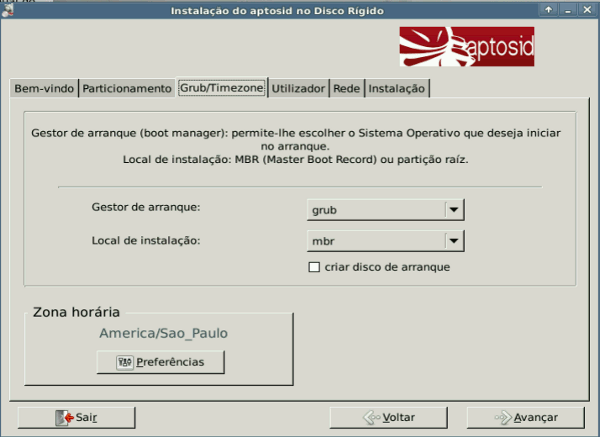 Instalação do aptosid no Disco Rígido
aptosid
Bem-vindo Particionamento Grub/Timezone Utilizador Rede Instalação
Gestor de arranque (boot manager): permite-lhe escolher o Sistema Operativo que deseja iniciar
no arranque.
Local de instalação: MBR (Master Boot Record) ou partição raíz.
Gestor de arranque: grub
Local de instalação: mbr
criar disco de arranque
Zona horária
America/Sao_Paulo
Preferências
Sair Voltar Avançar